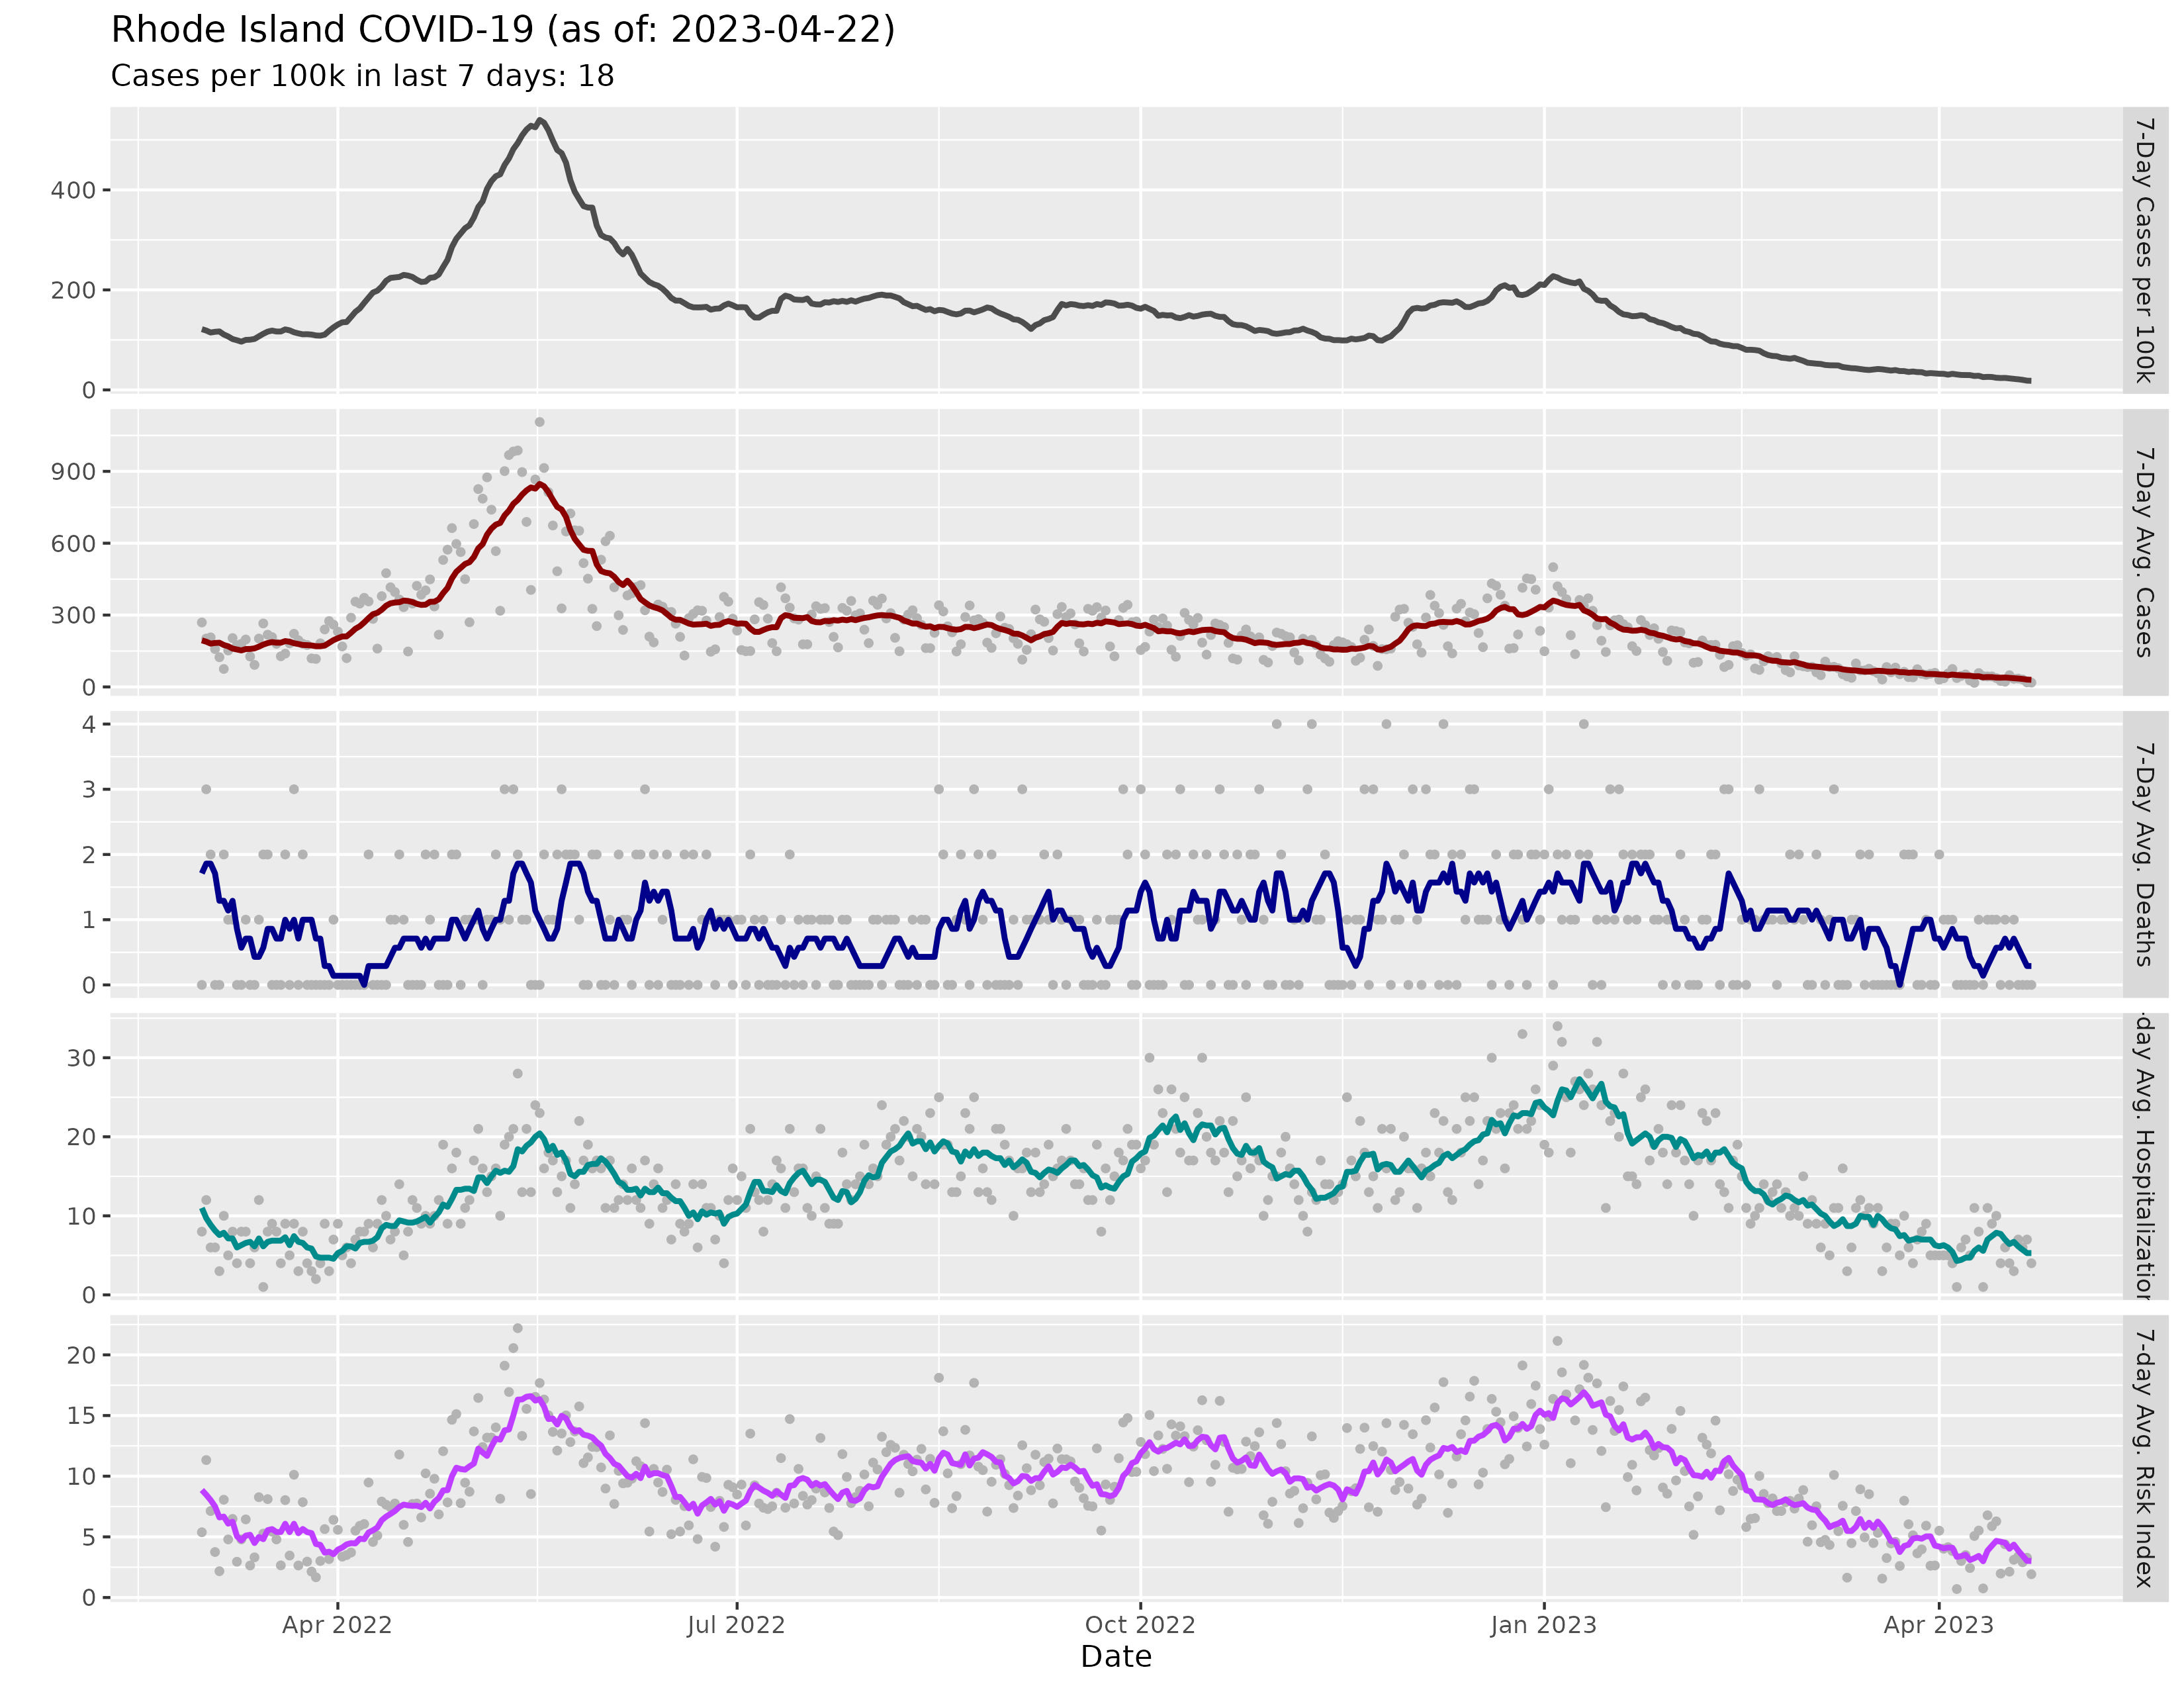 Rhode Island COVID-19 (as of: 2023-04-22)
Cases per 100k in last 7 days: 18
400
200
0
7-Day Cases per 100k
900
600
300
0
7-Day Avg. Cases
4
3
2
1
0
7-Day Avg. Deaths
30
20
10
0
-day Avg. Hospitalization
20
15
10
5
0
7-day Avg. Risk Index
Apr 2022
Jul 2022
Oct 2022
Jan 2023
Apr 2023
Date